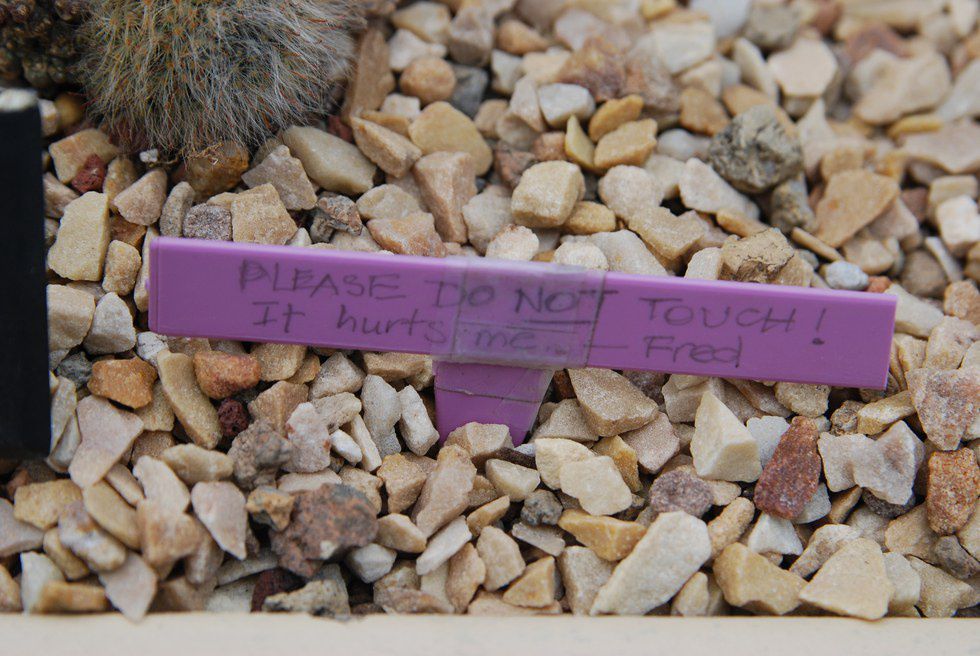 PLEASE DO NOT TOUCH!
It hurts me... — Fred